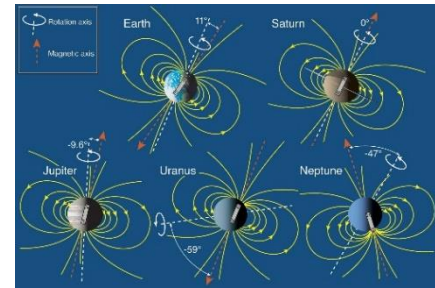 Rotation axis
Magnetic axis
Earth
11°
Saturn
0°
-9.6°
Jupiter
Uranus
-59°
Neptune
-47°